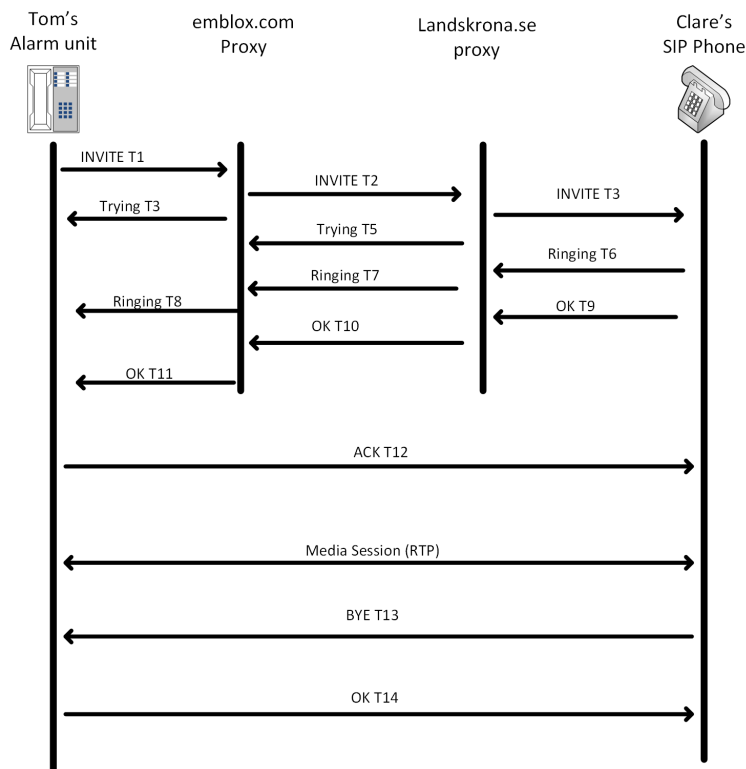 Tom's
Alarm unit
emblox.com
Proxy
Landskrona.se
proxy
Clare's
SIP Phone
INVITE T1
INVITE T2
INVITE T3
Trying T3
Trying T5
Ringing T6
Ringing T7
Ringing T8
OK T9
OK T10
OK T11
ACK T12
Media Session (RTP)
BYE T13
OK T14